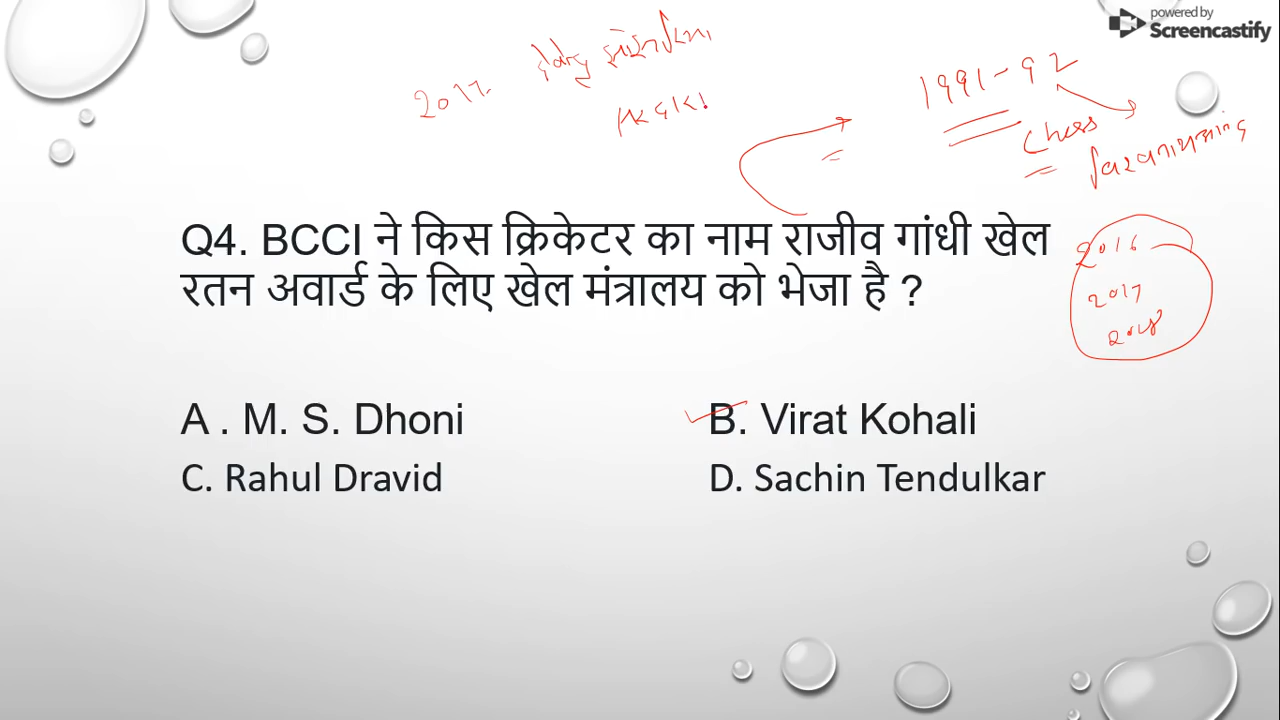 powered by
Screencastify
2017.
1991-92
Chess
Q4. BCCI ने किस क्रिकेटर का नाम राजीव गांधी खेल
रतन अवार्ड के लिए खेल मंत्रालय को भेजा है ?
2016
2017
2018
A . M. S. Dhoni
B. Virat Kohali
C. Rahul Dravid
D. Sachin Tendulkar